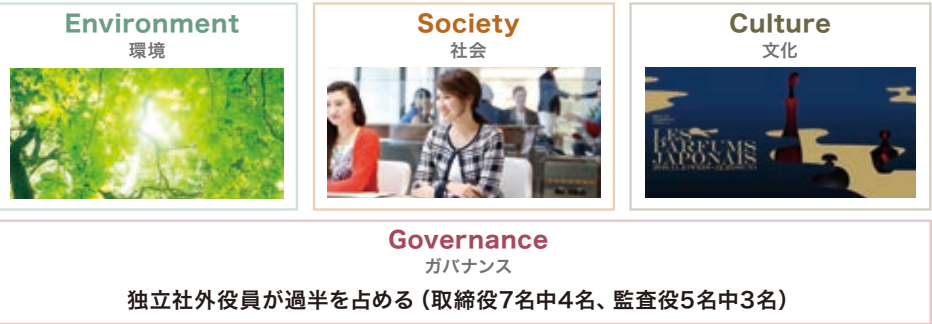 Environment
環境
Society
社会
Culture
文化
LES
PARFUMS
JAPONAIS
Governance
ガバナンス
独立社外役員が過半を占める（取締役7名中4名、監査役5名中3名）